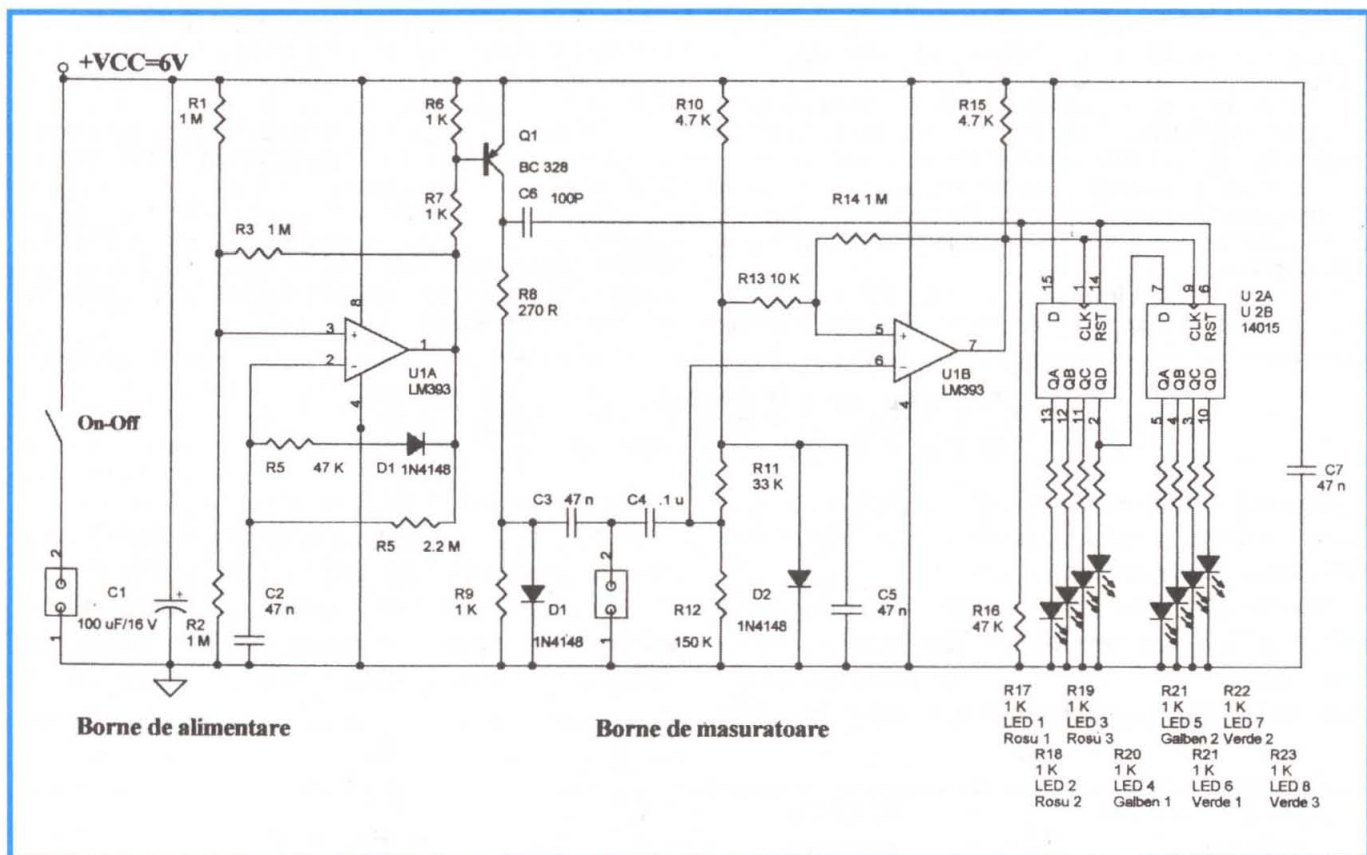 +VCC=6V
R1
1 M
R6
1 K
Q1
BC 328
R10
4.7 K
R15
4.7 K
R7
1 K
C6
100P
R14 1 M
R3 1 M
R8
270 R
R13 10 K
15
1
14
7
9
6
D
CLK
RST
D
CLK
RST
U 2A
U 2B
14015
QA
QB
QC
QD
QA
QB
QC
QD
13
12
11
2
5
4
3
10
8
3
+
2
-
1
4
U1A
LM393
5
+
6
-
7
4
U1B
LM393
On-Off
R5 47 K
D1 1N4148
R5 2.2 M
R11
33 K
C3 47 n
C4 .1 u
C7
47 n
2
1
C1
100 uF/16 V
+
R2
1 M
C2
47 n
R9
1 K
D1
1N4148
2
1
R12
150 K
D2
1N4148
C5
47 n
R16
47 K
Borne de alimentare
Borne de masuratoare
R17
1 K
LED 1
Rosu 1
R19
1 K
LED 3
Rosu 3
R21
1 K
LED 5
Galben 2
R22
1 K
LED 7
Verde 2
R18
1 K
LED 2
Rosu 2
R20
1 K
LED 4
Galben 1
R21
1 K
LED 6
Verde 1
R23
1 K
LED 8
Verde 3